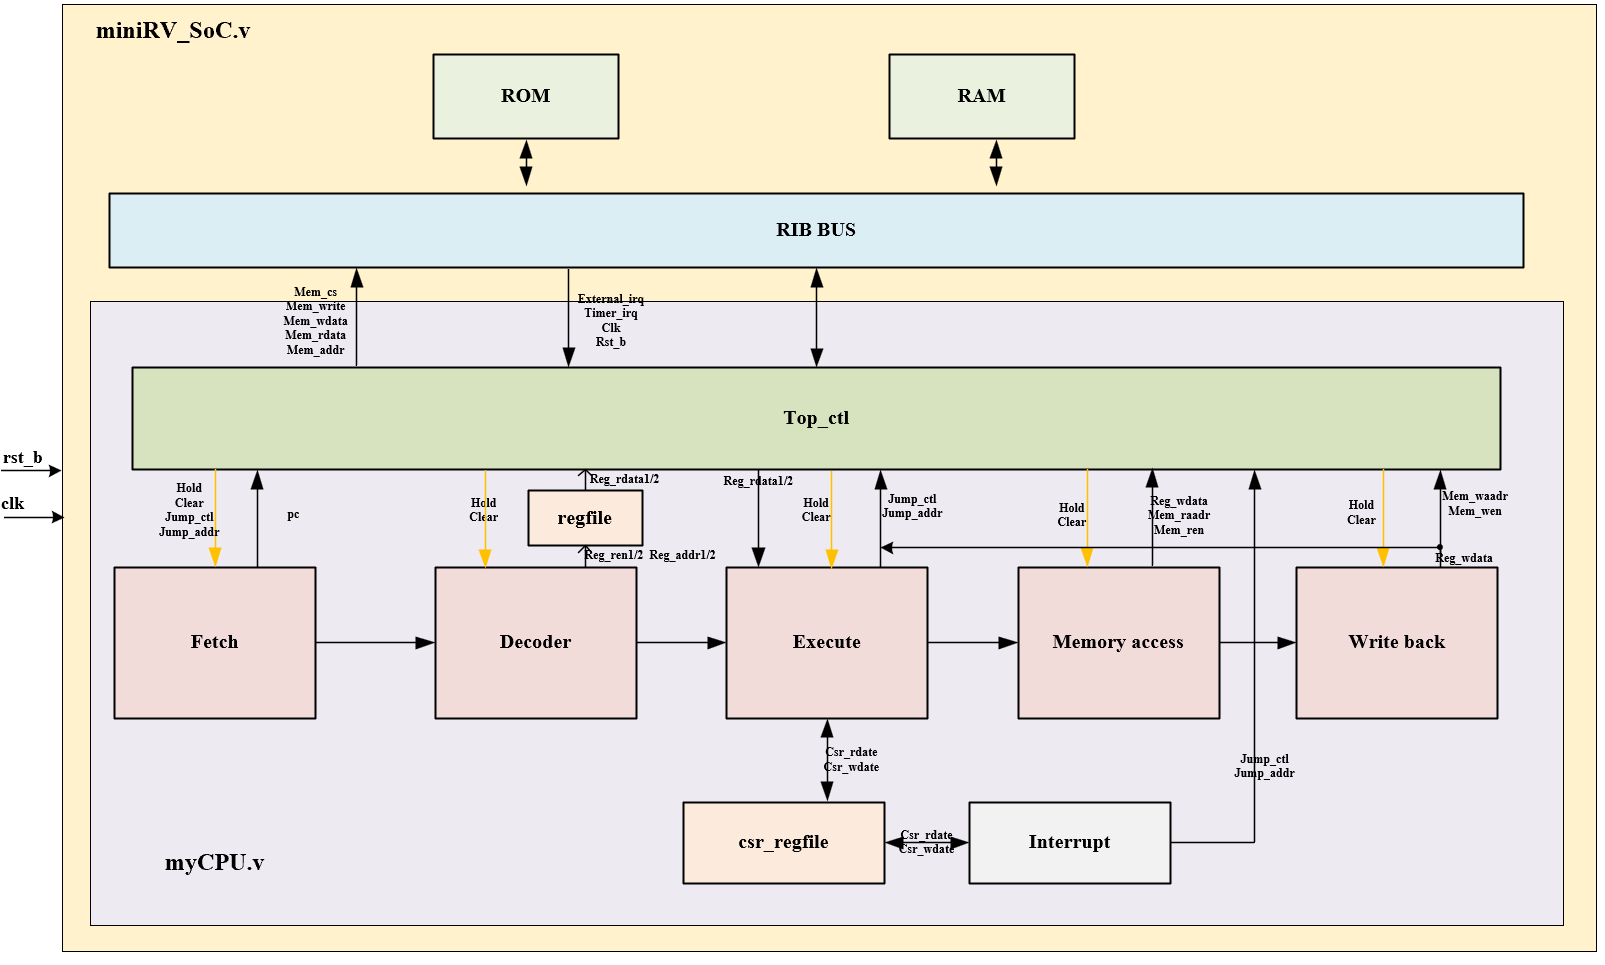 miniRV_SoC.v
ROM
RAM
RIB BUS
Mem_cs
Mem_write
Mem_wdata
Mem_rdata
Mem_addr
External_irq
Timer_irq
Clk
Rst_b
Top_ctl
rst_b
clk
Hold
Clear
Jump_ctl
Jump_addr
pc
Hold
Clear
Reg_rdata1/2
regfile
Reg_ren1/2 Reg_addr1/2
Reg_rdata1/2
Hold
Clear
Jump_ctl
Jump_addr
Hold
Clear
Reg_wdata
Mem_raadr
Mem_ren
Hold
Clear
Mem_waadr
Mem_wen
Reg_wdata
Fetch
Decoder
Execute
Memory access
Write back
Csr_rdate
Csr_wdate
Jump_ctl
Jump_addr
csr_regfile
Csr_rdate
Csr_wdate
Interrupt
myCPU.v